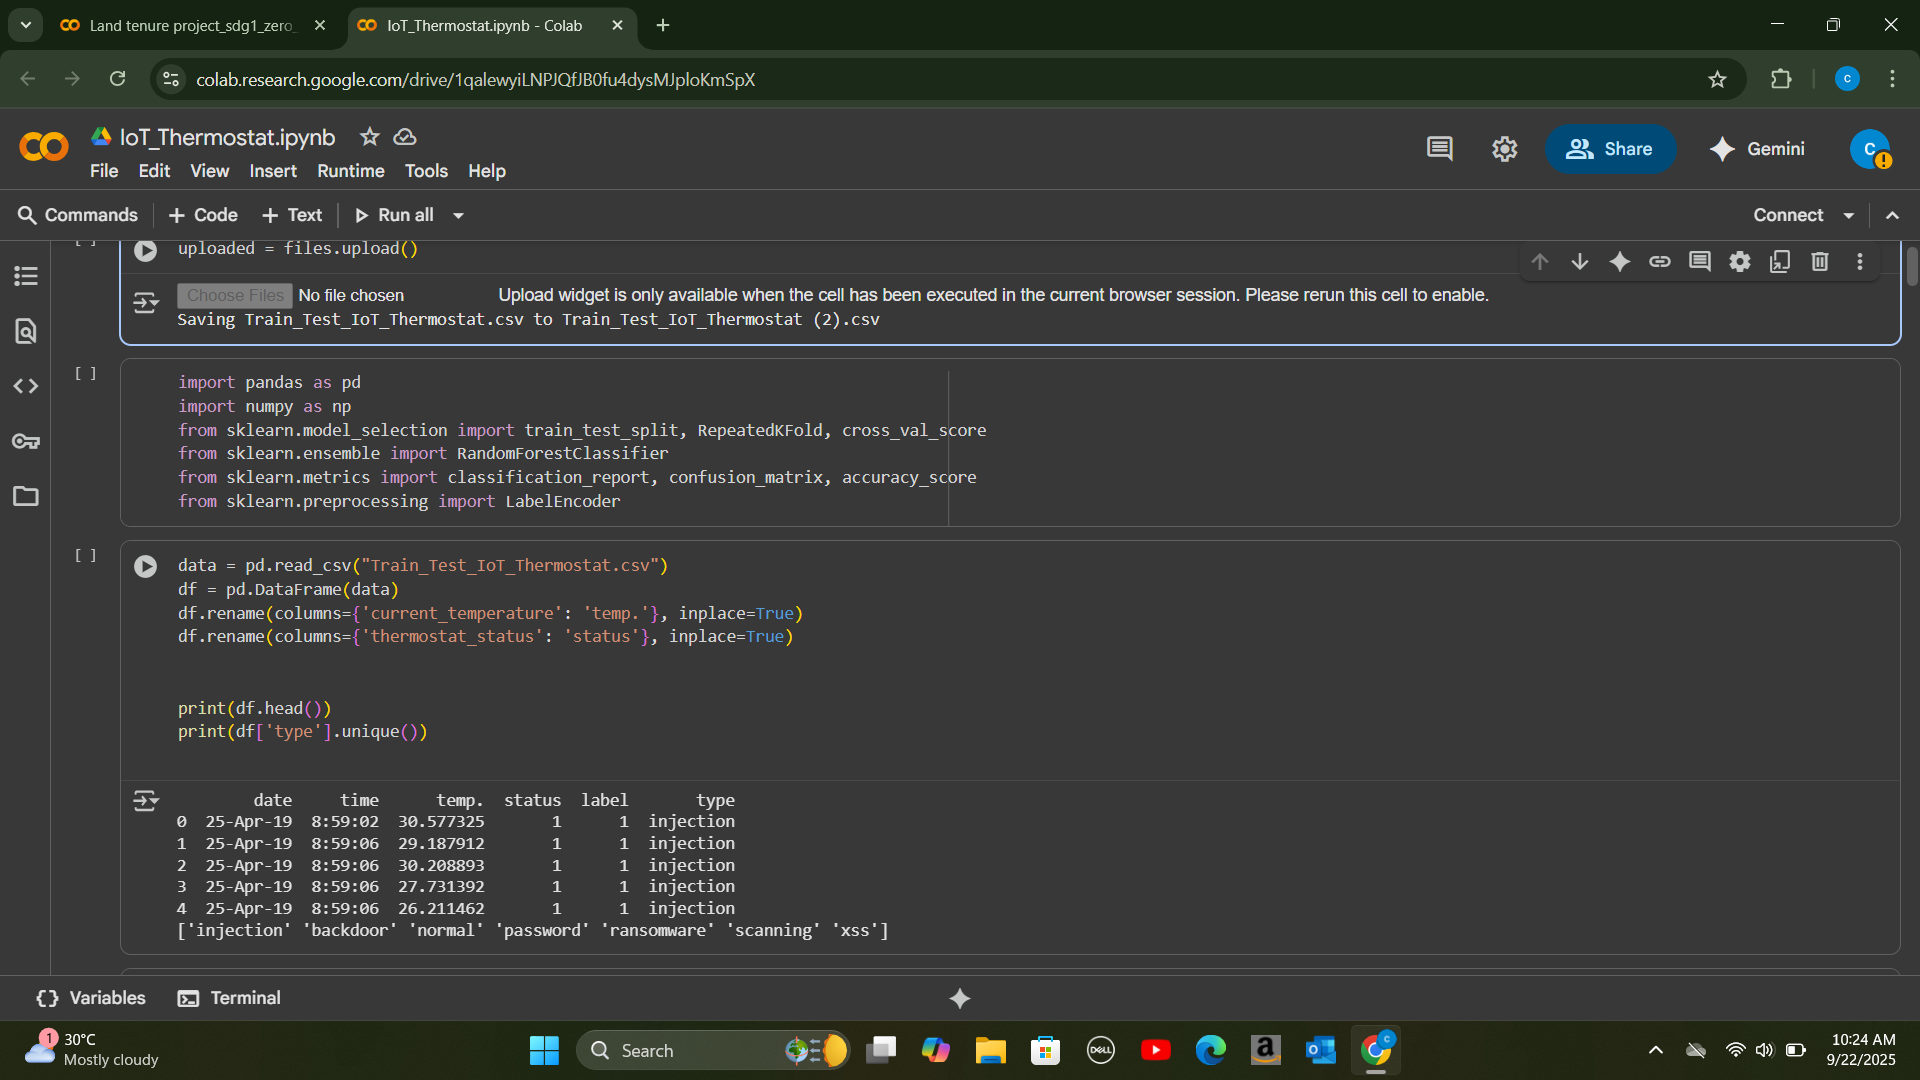 Land tenure project_sdg1_zero_
IoT_Thermostat.ipynb - Colab
colab.research.google.com/drive/1qalewyiLNPJQfJB0fu4dysMJploKmSpX
C
IoT_Thermostat.ipynb
File Edit View Insert Runtime Tools Help
Share
Gemini
C
Commands + Code + Text Run all
Connect
[ ]
uploaded = files.upload()
Choose Files No file chosen Upload widget is only available when the cell has been executed in the current browser session. Please rerun this cell to enable.
Saving Train_Test_IoT_Thermostat.csv to Train_Test_IoT_Thermostat (2).csv
[ ]
import pandas as pd
import numpy as np
from sklearn.model_selection import train_test_split, RepeatedKFold, cross_val_score
from sklearn.ensemble import RandomForestClassifier
from sklearn.metrics import classification_report, confusion_matrix, accuracy_score
from sklearn.preprocessing import LabelEncoder
[ ]
data = pd.read_csv("Train_Test_IoT_Thermostat.csv")
df = pd.DataFrame(data)
df.rename(columns={'current_temperature': 'temp.'}, inplace=True)
df.rename(columns={'thermostat_status': 'status'}, inplace=True)
print(df.head())
print(df['type'].unique())
date time temp. status label type
0 25-Apr-19 8:59:02 30.577325 1 1 injection
1 25-Apr-19 8:59:06 29.187912 1 1 injection
2 25-Apr-19 8:59:06 30.208893 1 1 injection
3 25-Apr-19 8:59:06 27.731392 1 1 injection
4 25-Apr-19 8:59:06 26.211462 1 1 injection
['injection' 'backdoor' 'normal' 'password' 'ransomware' 'scanning' 'xss']
Variables Terminal
1
30°C
Mostly cloudy
Search
DELL
a
C
10:24 AM
9/22/2025